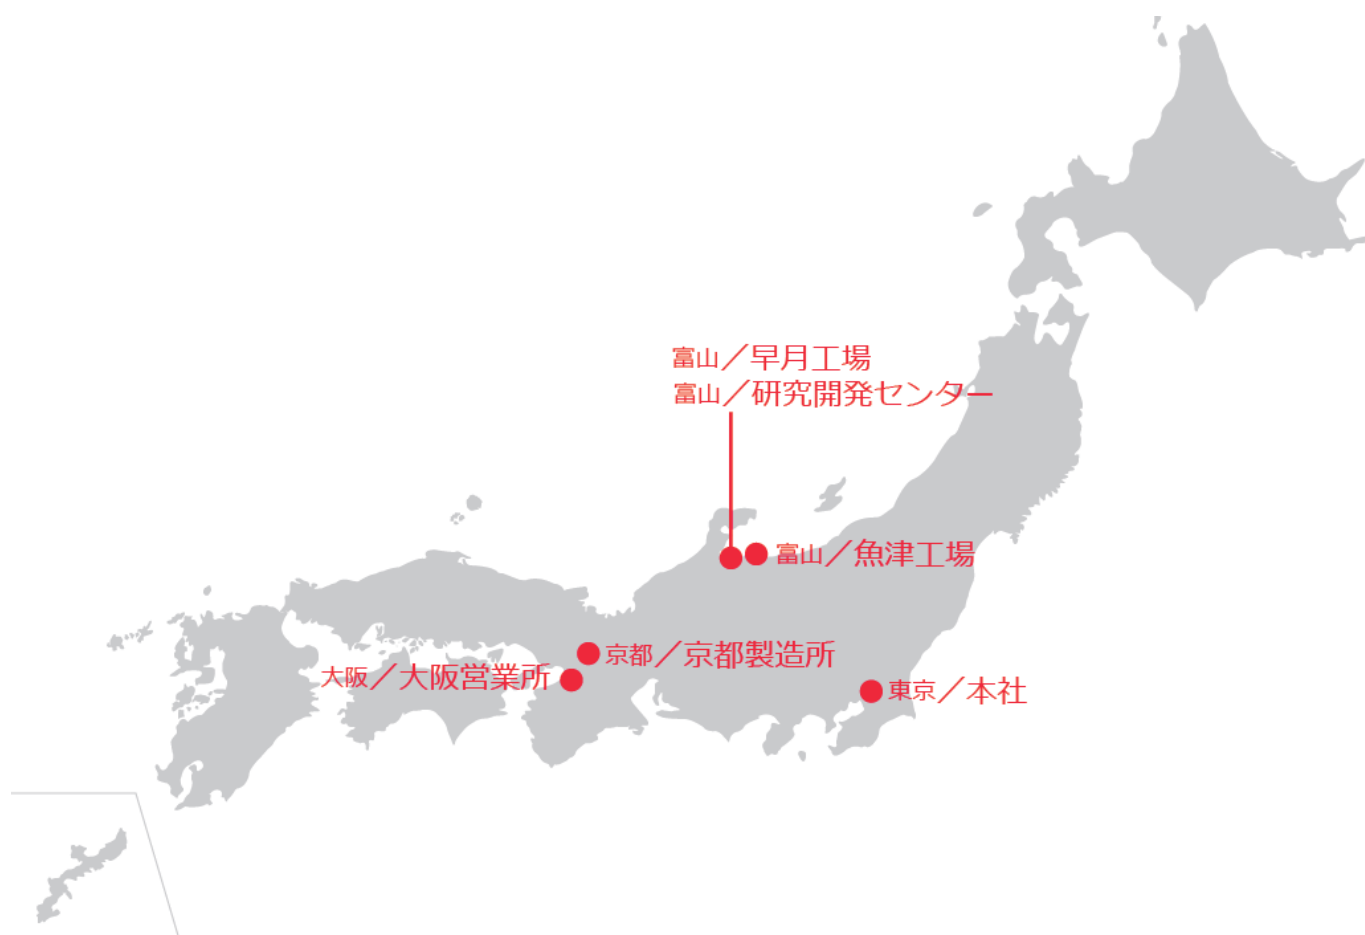 富山／早月工場
富山／研究開発センター
富山／魚津工場
京都／京都製造所
大阪／大阪営業所
東京／本社